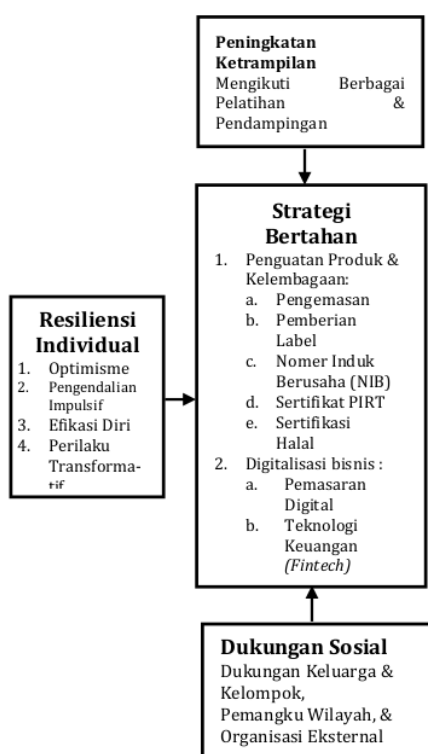 Peningkatan
Ketrampilan
Mengikuti Berbagai
Pelatihan &
Pendampingan
Strategi
Bertahan
1. Penguatan Produk &
Kelembagaan:
a. Pengemasan
b. Pemberian
Label
c. Nomer Induk
Berusaha (NIB)
d. Sertifikat PIRT
e. Sertifikasi
Halal
2. Digitalisasi bisnis :
a. Pemasaran
Digital
b. Teknologi
Keuangan
(Fintech)
Resiliensi
Individual
1. Optimisme
2. Pengendalian
Impulsif
3. Efikasi Diri
4. Perilaku
Transforma-
tif
Dukungan Sosial
Dukungan Keluarga &
Kelompok,
Pemangku Wilayah, &
Organisasi Eksternal